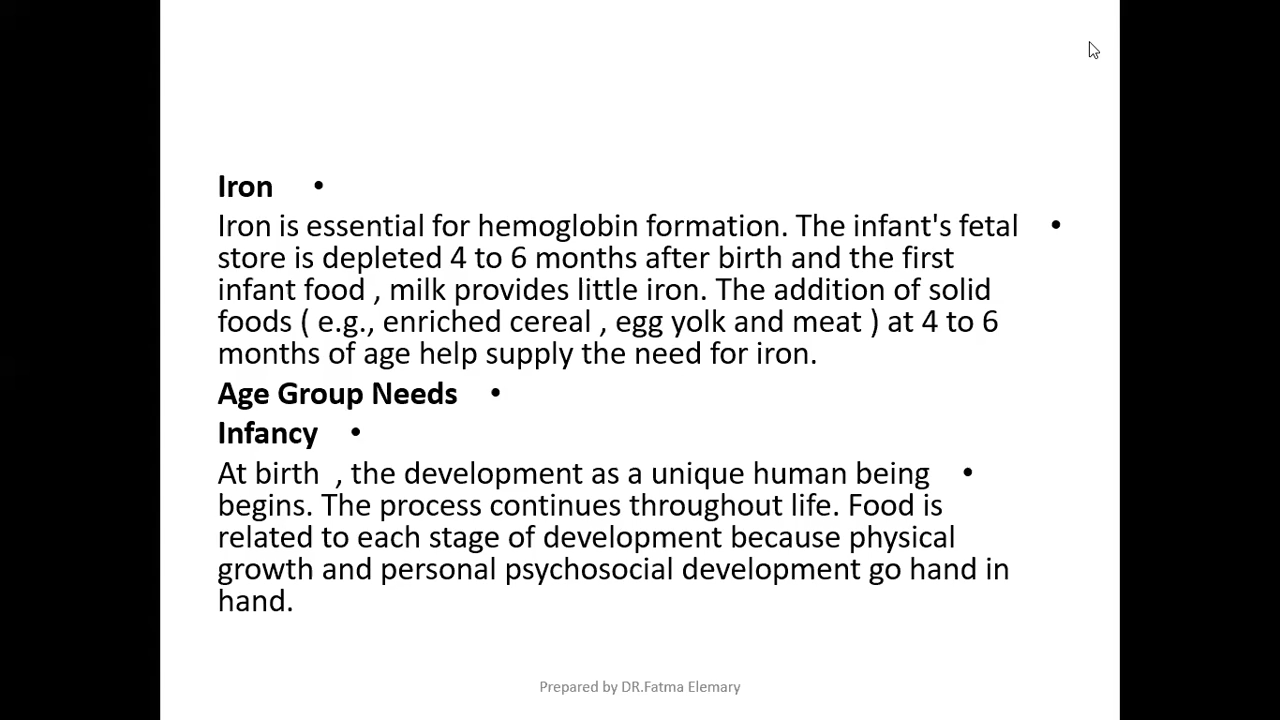 Iron •
Iron is essential for hemoglobin formation. The infant's fetal •
store is depleted 4 to 6 months after birth and the first
infant food , milk provides little iron. The addition of solid
foods ( e.g., enriched cereal , egg yolk and meat ) at 4 to 6
months of age help supply the need for iron.
Age Group Needs •
Infancy •
At birth , the development as a unique human being •
begins. The process continues throughout life. Food is
related to each stage of development because physical
growth and personal psychosocial development go hand in
hand.
Prepared by DR.Fatma Elemary